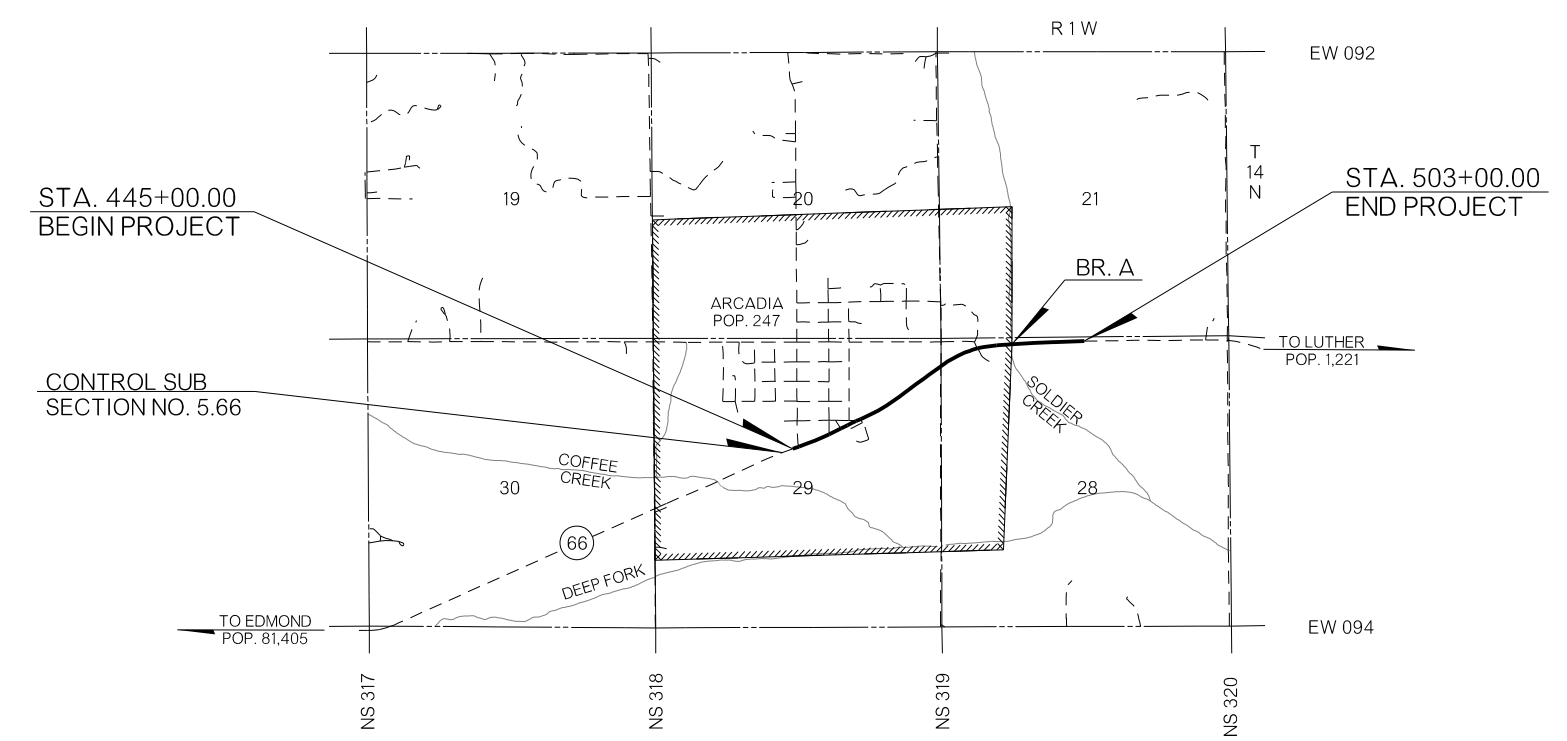 R 1 W
EW 092
T
14
N
STA. 445+00.00
BEGIN PROJECT
19
20
21
STA. 503+00.00
END PROJECT
BR. A
ARCADIA
POP. 247
TO LUTHER
POP. 1,221
CONTROL SUB
SECTION NO. 5.66
SOLDIER
CREEK
COFFEE
CREEK
30
29
28
66
DEEP FORK
TO EDMOND
POP. 81,405
EW 094
NS 317
NS 318
NS 319
NS 320